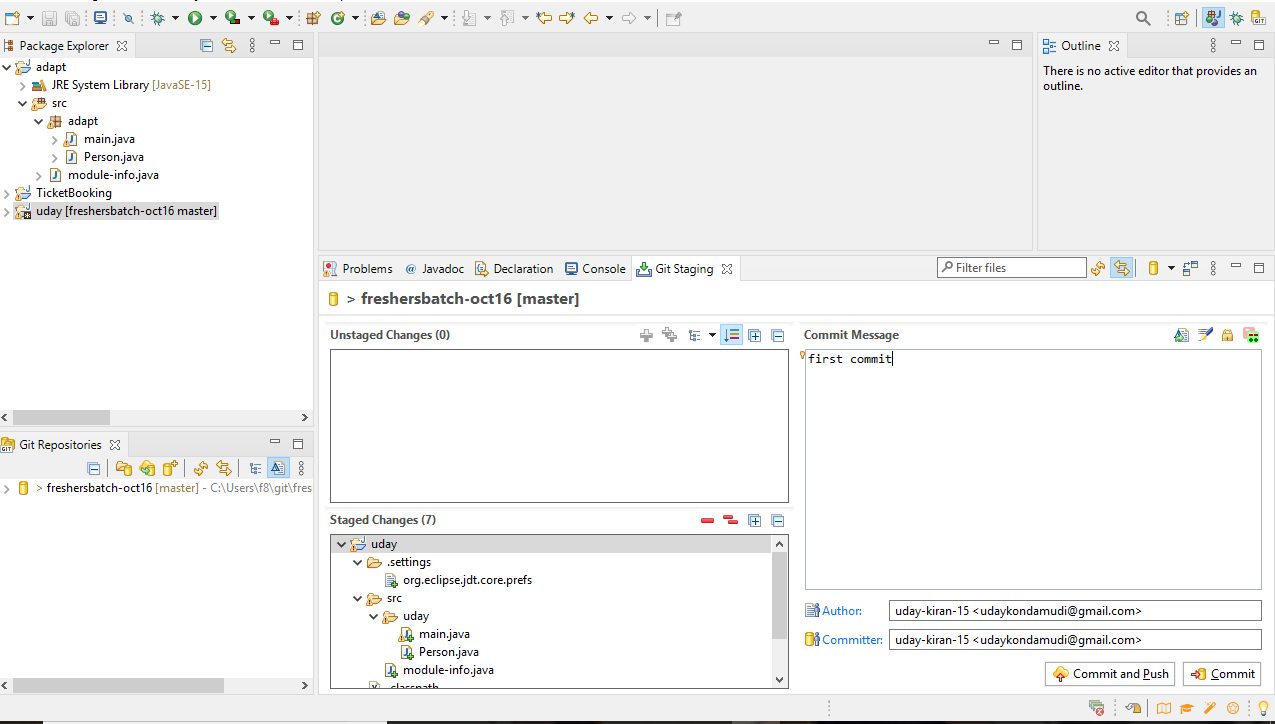 Package Explorer
adapt
JRE System Library [JavaSE-15]
src
adapt
main.java
Person.java
module-info.java
TicketBooking
uday [freshersbatch-oct16 master]
Git Repositories
> freshersbatch-oct16 [master] - C:\Users\f8\git\fres
Outline
There is no active editor that provides an
outline.
Problems @ Javadoc Declaration Console Git Staging
Filter files
> freshersbatch-oct16 [master]
Unstaged Changes (0)
Staged Changes (7)
uday
.settings
org.eclipse.jdt.core.prefs
src
uday
main.java
Person.java
module-info.java
.classpath
Commit Message
first commit
Author: uday-kiran-15 <udaykondamudi@gmail.com>
Committer: uday-kiran-15 <udaykondamudi@gmail.com>
Commit and Push Commit